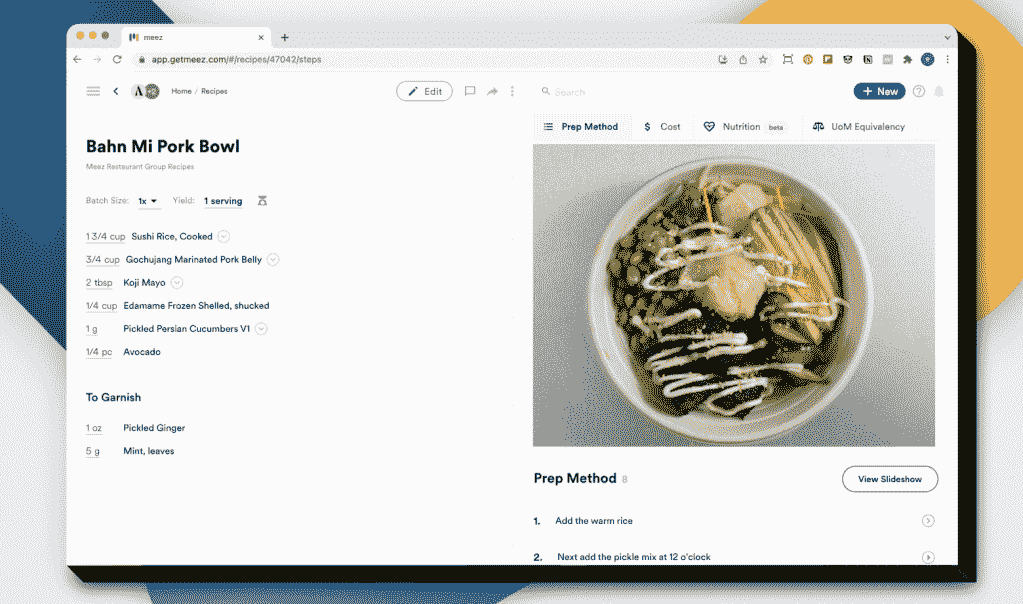 meez
app.getmeez.com/#/recipes/47042/steps
Home / Recipes
Edit
Search
+ New
Prep Method
$ Cost
Nutrition beta
UoM Equivalency
Bahn Mi Pork Bowl
Meez Restaurant Group Recipes
Batch Size: 1x Yield: 1 serving
1 3/4 cup Sushi Rice, Cooked
3/4 cup Gochujang Marinated Pork Belly
2 tbsp Koji Mayo
1/4 cup Edamame Frozen Shelled, shucked
1 g Pickled Persian Cucumbers V1
1/4 pc Avocado
To Garnish
1 oz Pickled Ginger
5 g Mint, leaves
Prep Method 8
View Slideshow
1. Add the warm rice
2. Next add the pickle mix at 12 o'clock